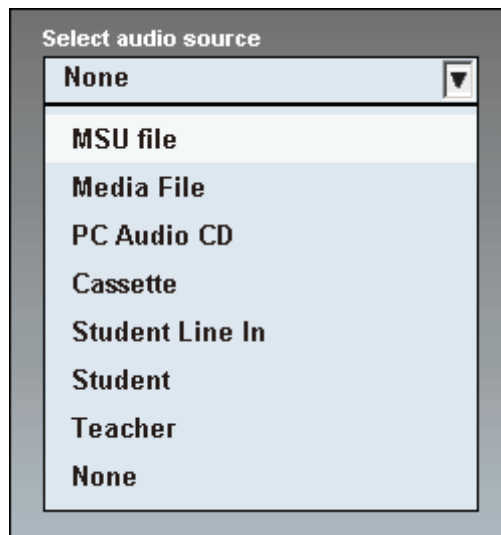 Select audio source
None
MSU file
Media File
PC Audio CD
Cassette
Student Line In
Student
Teacher
None